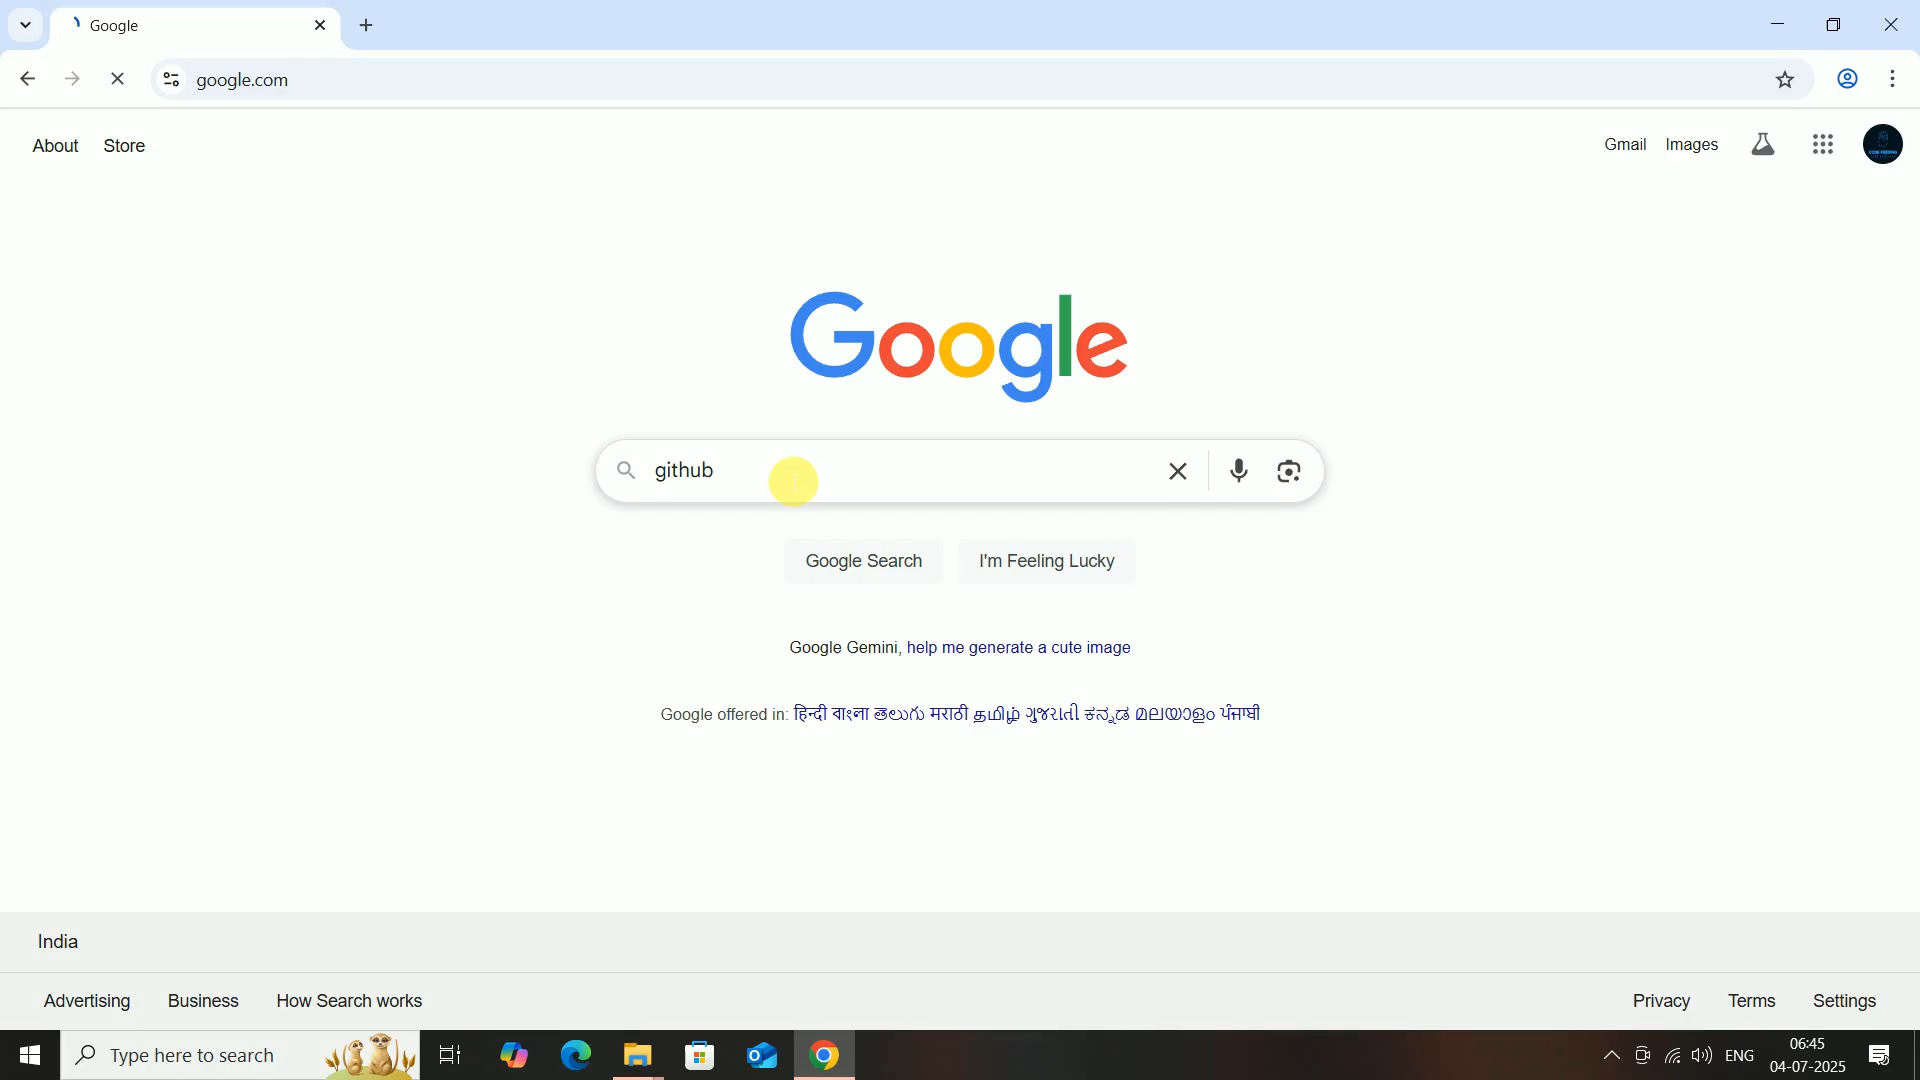 Google
google.com
About Store
Gmail Images
Google
github
Google Search I'm Feeling Lucky
Google Gemini, help me generate a cute image
Google offered in: हिन्दी বাংলা తెలుగు मराठी தமிழ் ગુજરાતી ಕನ್ನಡ മലയാളം ਪੰਜਾਬੀ
India
Advertising Business How Search works
Privacy Terms Settings
Type here to search
ENG
06:45
04-07-2025